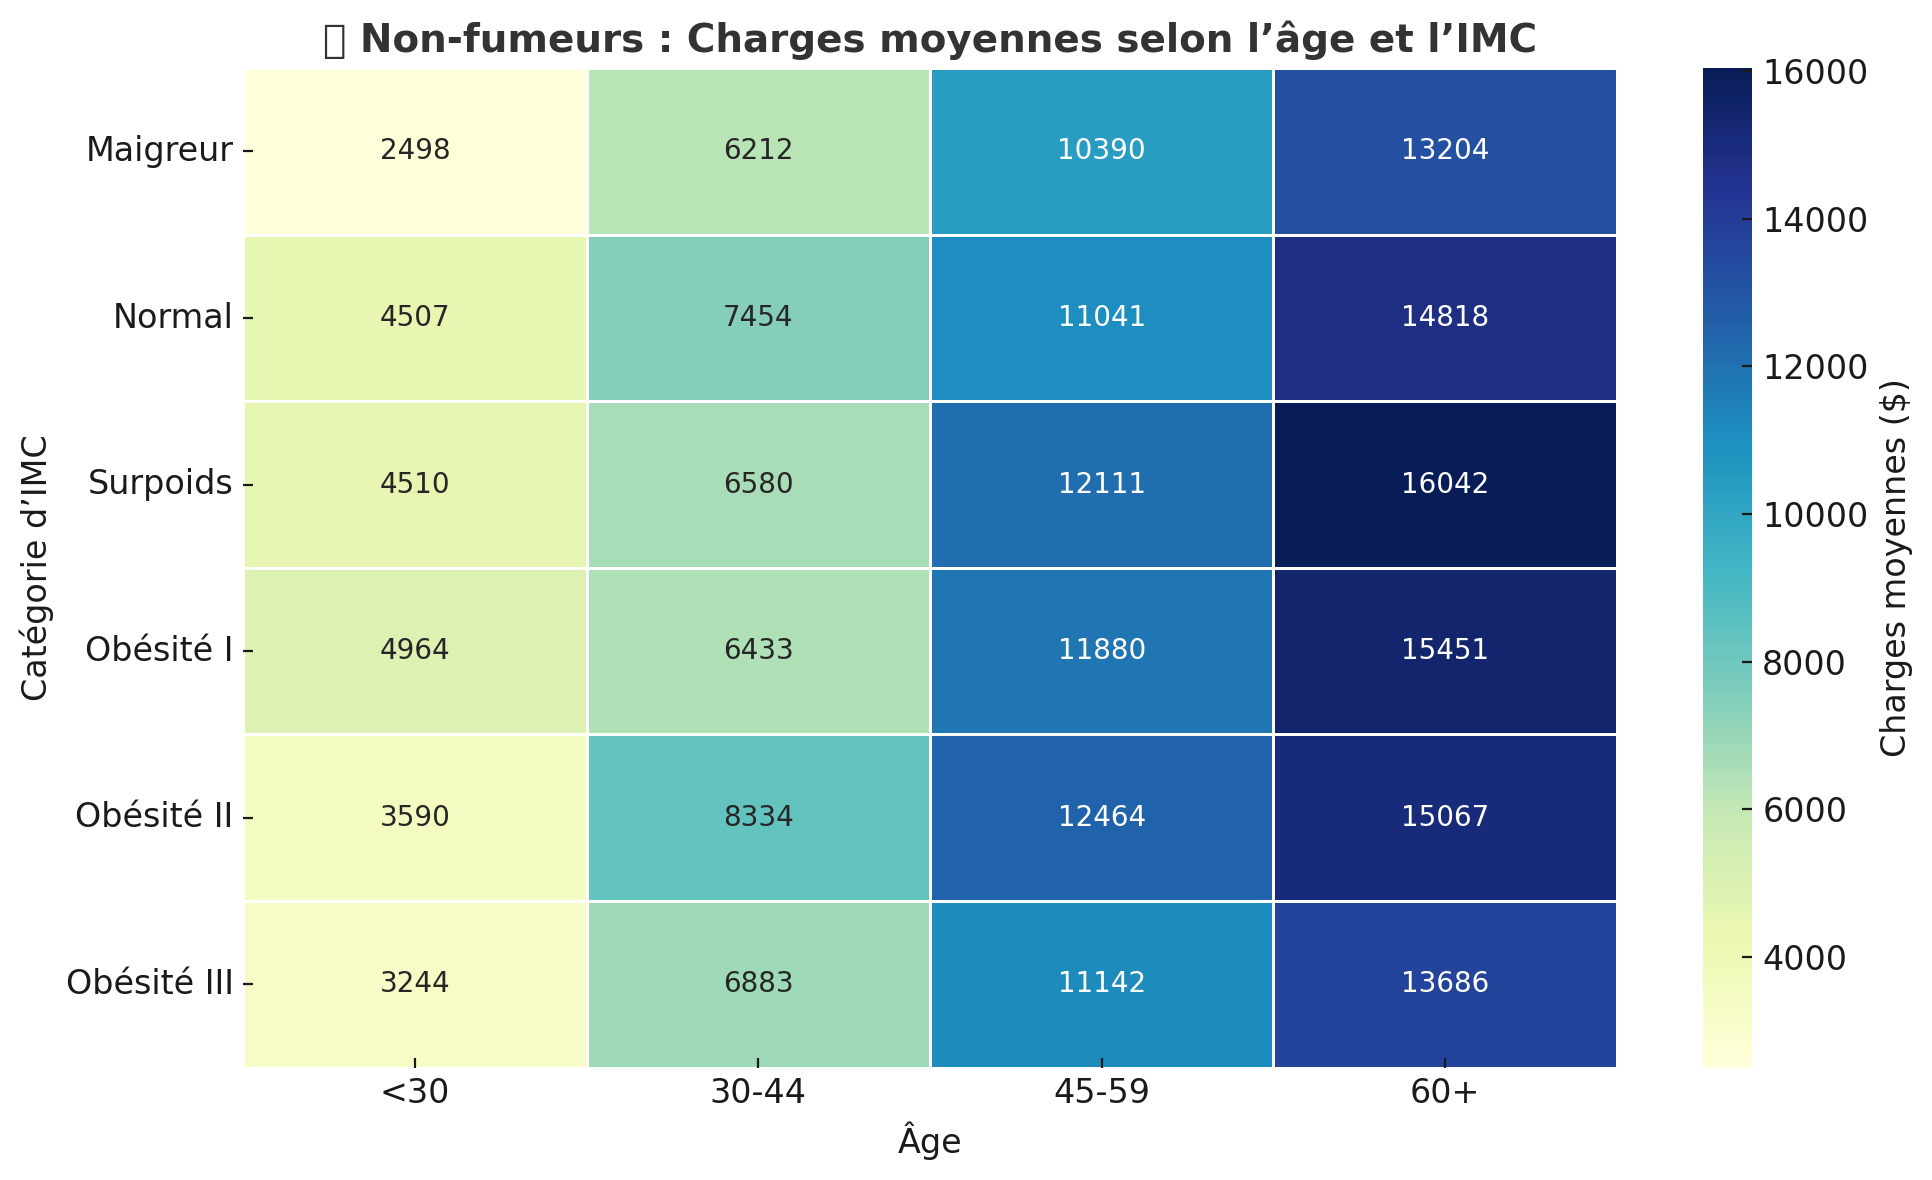 Non-fumeurs : Charges moyennes selon l’âge et l’IMC
Maigreur 2498 6212 10390 13204
Normal 4507 7454 11041 14818
Surpoids 4510 6580 12111 16042
Obésité I 4964 6433 11880 15451
Obésité II 3590 8334 12464 15067
Obésité III 3244 6883 11142 13686
<30 30-44 45-59 60+
Âge
Catégorie d’IMC
16000
14000
12000
10000
8000
6000
4000
Charges moyennes ($)